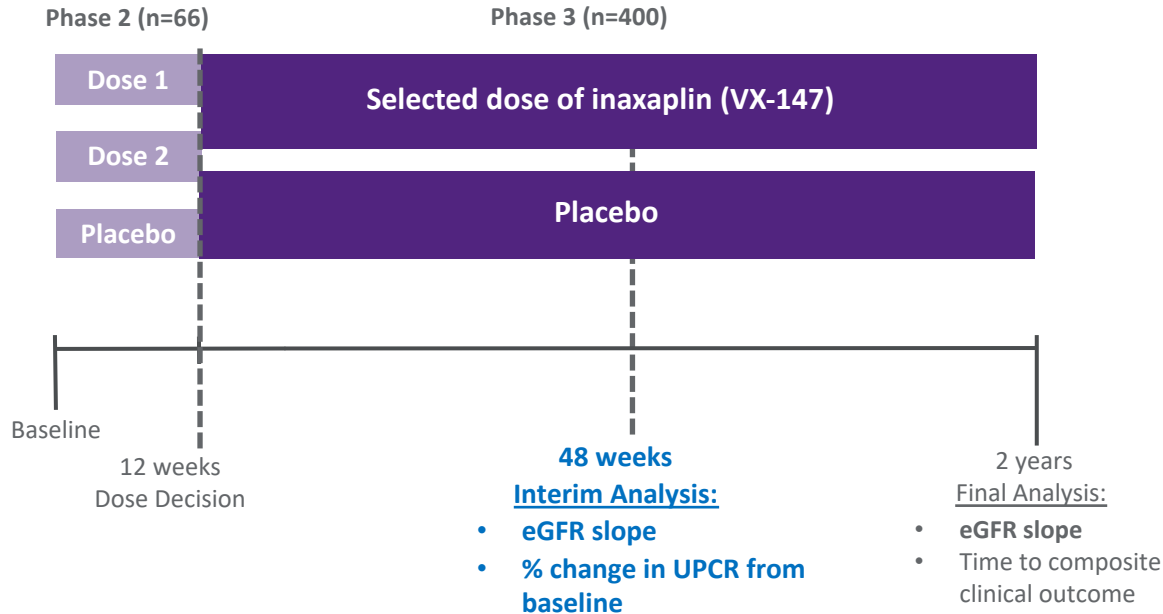 Phase 2 (n=66)
Phase 3 (n=400)
Dose 1
Selected dose of inaxaplin (VX-147)
Dose 2
Placebo
Placebo
Baseline
12 weeks
Dose Decision
48 weeks
Interim Analysis:
• eGFR slope
• % change in UPCR from
baseline
2 years
Final Analysis:
• eGFR slope
• Time to composite
clinical outcome